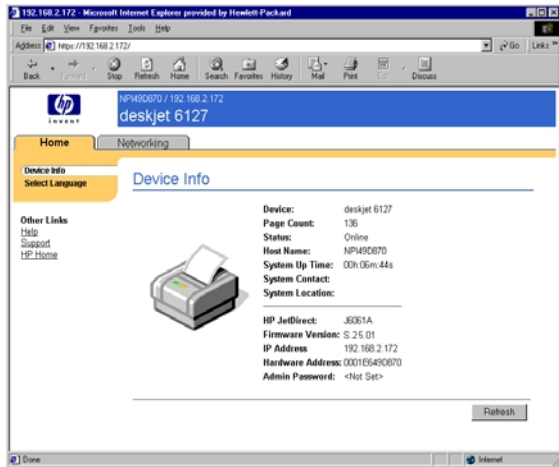 192.168.2.172 - Microsoft Internet Explorer provided by Hewlett-Packard
File Edit View Favorites Tools Help
Address https://192.168.2.172/ Go Links »
Back Forward Stop Refresh Home Search Favorites History Mail Print Edit Discuss
hp
invent
NPI49D870 / 192.168.2.172
deskjet 6127
Home Networking
Device Info
Select Language
Other Links
Help
Support
HP Home
Device Info
Device: deskjet 6127
Page Count: 136
Status: Online
Host Name: NPI49D870
System Up Time: 00h:06m:44s
System Contact:
System Location:
HP JetDirect: J6061A
Firmware Version: S.25.01
IP Address 192.168.2.172
Hardware Address: 0001E649D870
Admin Password: <Not Set>
Refresh
Done Internet